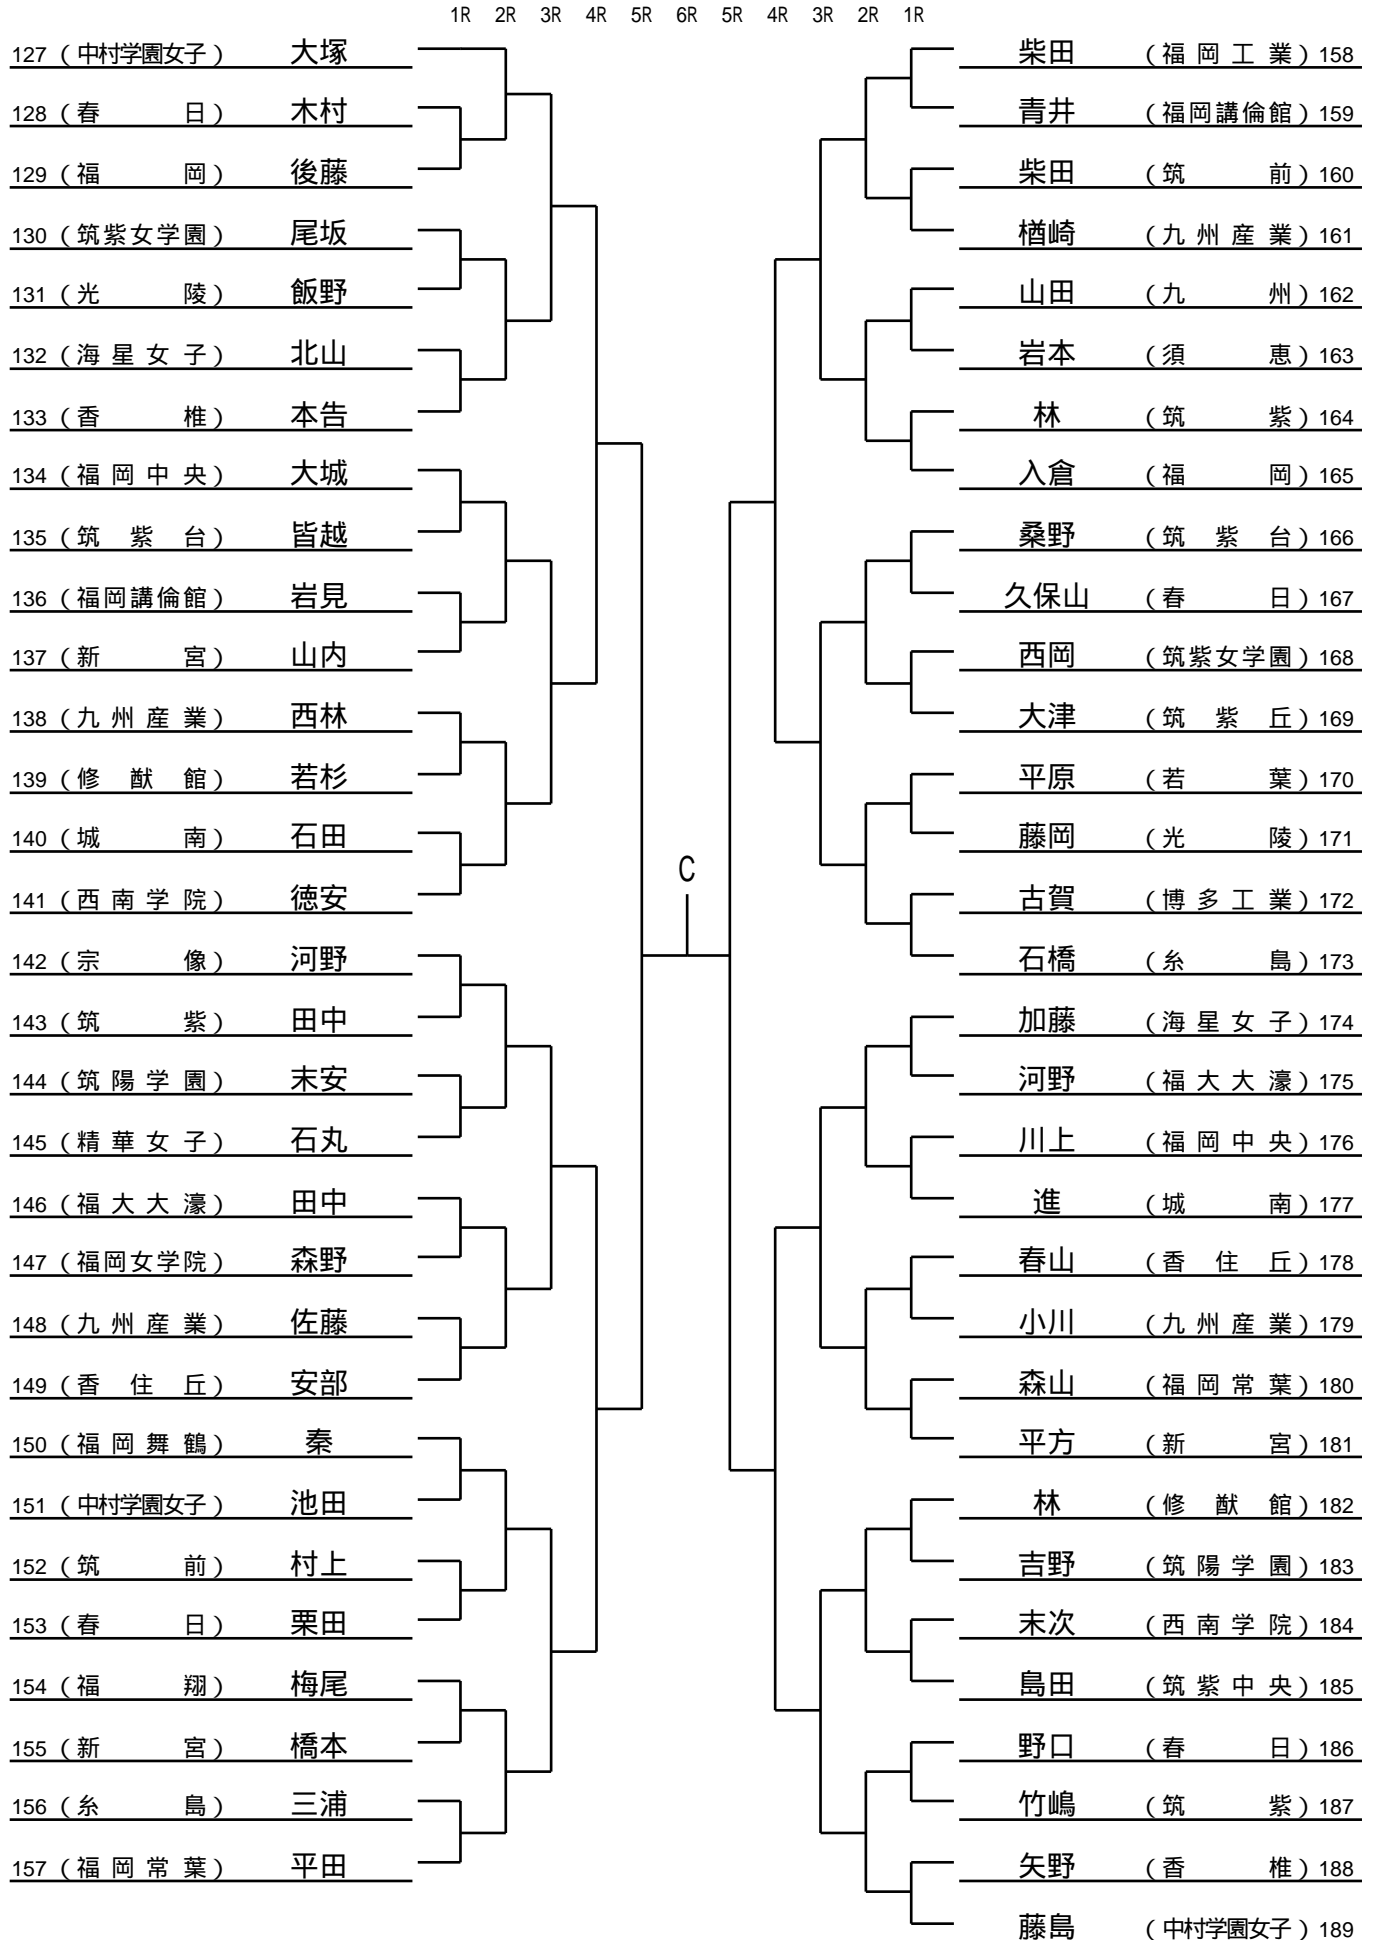 1R 2R 3R 4R 5R 6R 5R 4R 3R 2R 1R
127 (中村学園女子) 大塚
128 (春日) 木村
129 (福岡) 後藤
130 (筑紫女学園) 尾坂
131 (光陵) 飯野
132 (海星女子) 北山
133 (香椎) 本告
134 (福岡中央) 大城
135 (筑紫台) 皆越
136 (福岡講倫館) 岩見
137 (新宮) 山内
138 (九州産業) 西林
139 (修猷館) 若杉
140 (城南) 石田
141 (西南学院) 徳安
142 (宗像) 河野
143 (筑紫) 田中
144 (筑陽学園) 末安
145 (精華女子) 石丸
146 (福大大濠) 田中
147 (福岡女学院) 森野
148 (九州産業) 佐藤
149 (香住丘) 安部
150 (福岡舞鶴) 秦
151 (中村学園女子) 池田
152 (筑前) 村上
153 (春日) 栗田
154 (福翔) 梅尾
155 (新宮) 橋本
156 (糸島) 三浦
157 (福岡常葉) 平田
C
柴田 (福岡工業) 158
青井 (福岡講倫館) 159
柴田 (筑前) 160
楢崎 (九州産業) 161
山田 (九州) 162
岩本 (須恵) 163
林 (筑紫) 164
入倉 (福岡) 165
桑野 (筑紫台) 166
久保山 (春日) 167
西岡 (筑紫女学園) 168
大津 (筑紫丘) 169
平原 (若葉) 170
藤岡 (光陵) 171
古賀 (博多工業) 172
石橋 (糸島) 173
加藤 (海星女子) 174
河野 (福大大濠) 175
川上 (福岡中央) 176
進 (城南) 177
春山 (香住丘) 178
小川 (九州産業) 179
森山 (福岡常葉) 180
平方 (新宮) 181
林 (修猷館) 182
吉野 (筑陽学園) 183
末次 (西南学院) 184
島田 (筑紫中央) 185
野口 (春日) 186
竹嶋 (筑紫) 187
矢野 (香椎) 188
藤島 (中村学園女子) 189